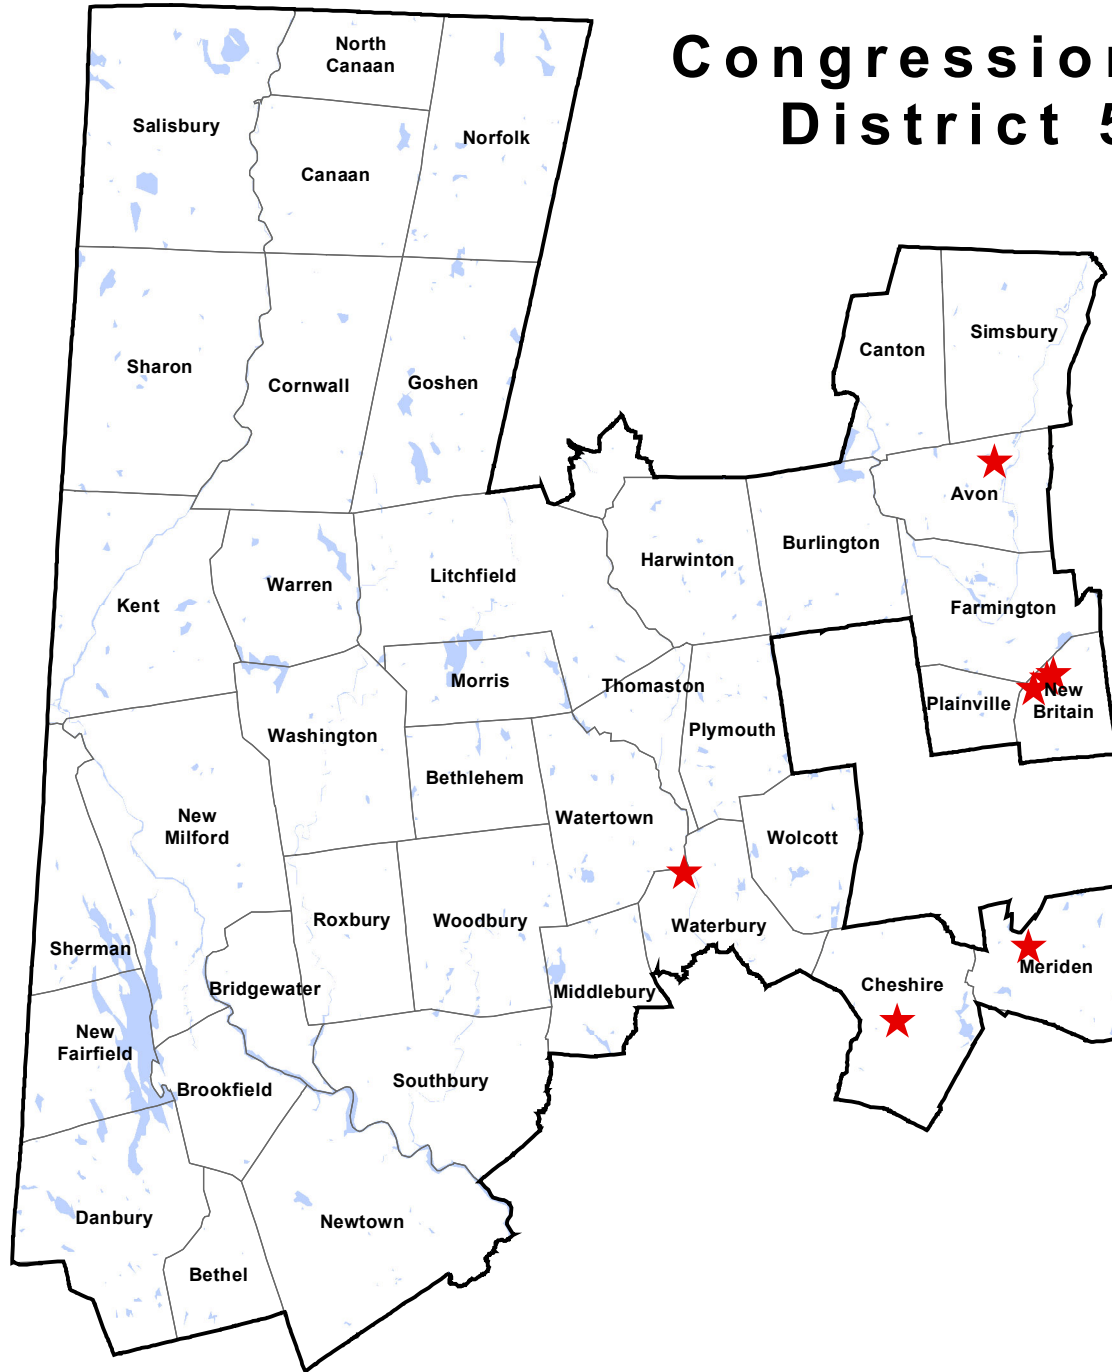 Congression
District 5
North
Canaan
Salisbury
Norfolk
Canaan
Simsbury
Canton
Sharon
Cornwall
Goshen
Avon
Burlington
Harwinton
Litchfield
Warren
Kent
Farmington
Morris
Thomaston
New
Britain
Plainville
Plymouth
Washington
Bethlehem
New
Milford
Watertown
Wolcott
Roxbury
Woodbury
Waterbury
Sherman
Meriden
Cheshire
Bridgewater
Middlebury
New
Fairfield
Southbury
Brookfield
Danbury
Newtown
Bethel